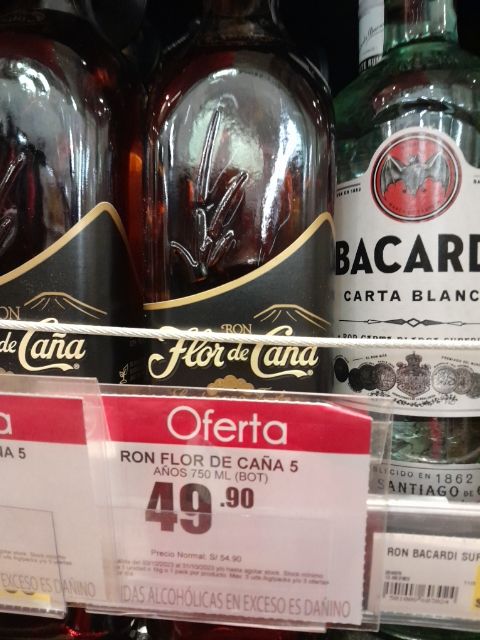 RON
de Caña
RON
Flor de Caña
BACARD
CARTA BLANC
LICIDO EN 1862
SANTIAGO DE
a
ÑA 5
EXCESO ES DAÑINO
Oferta
RON FLOR DE CAÑA 5
AÑOS 750 ML (BOT)
49.90
Precio Normal: S/ 54.90
IDAS ALCOHÓLICAS EN EXCESO ES DAÑINO
RON BACARDI SUP